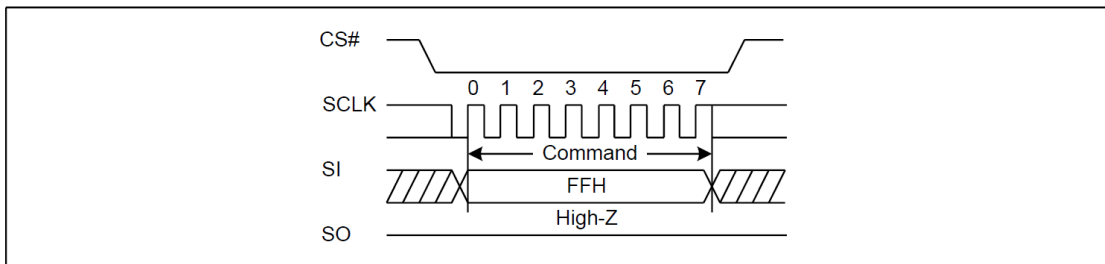 CS#
0 1 2 3 4 5 6 7
SCLK
Command
SI
FFH
High-Z
SO